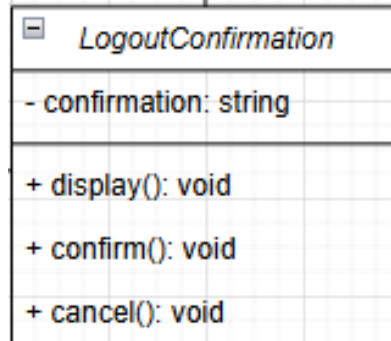 LogoutConfirmation
- confirmation: string
+ display(): void
+ confirm(): void
+ cancel(): void